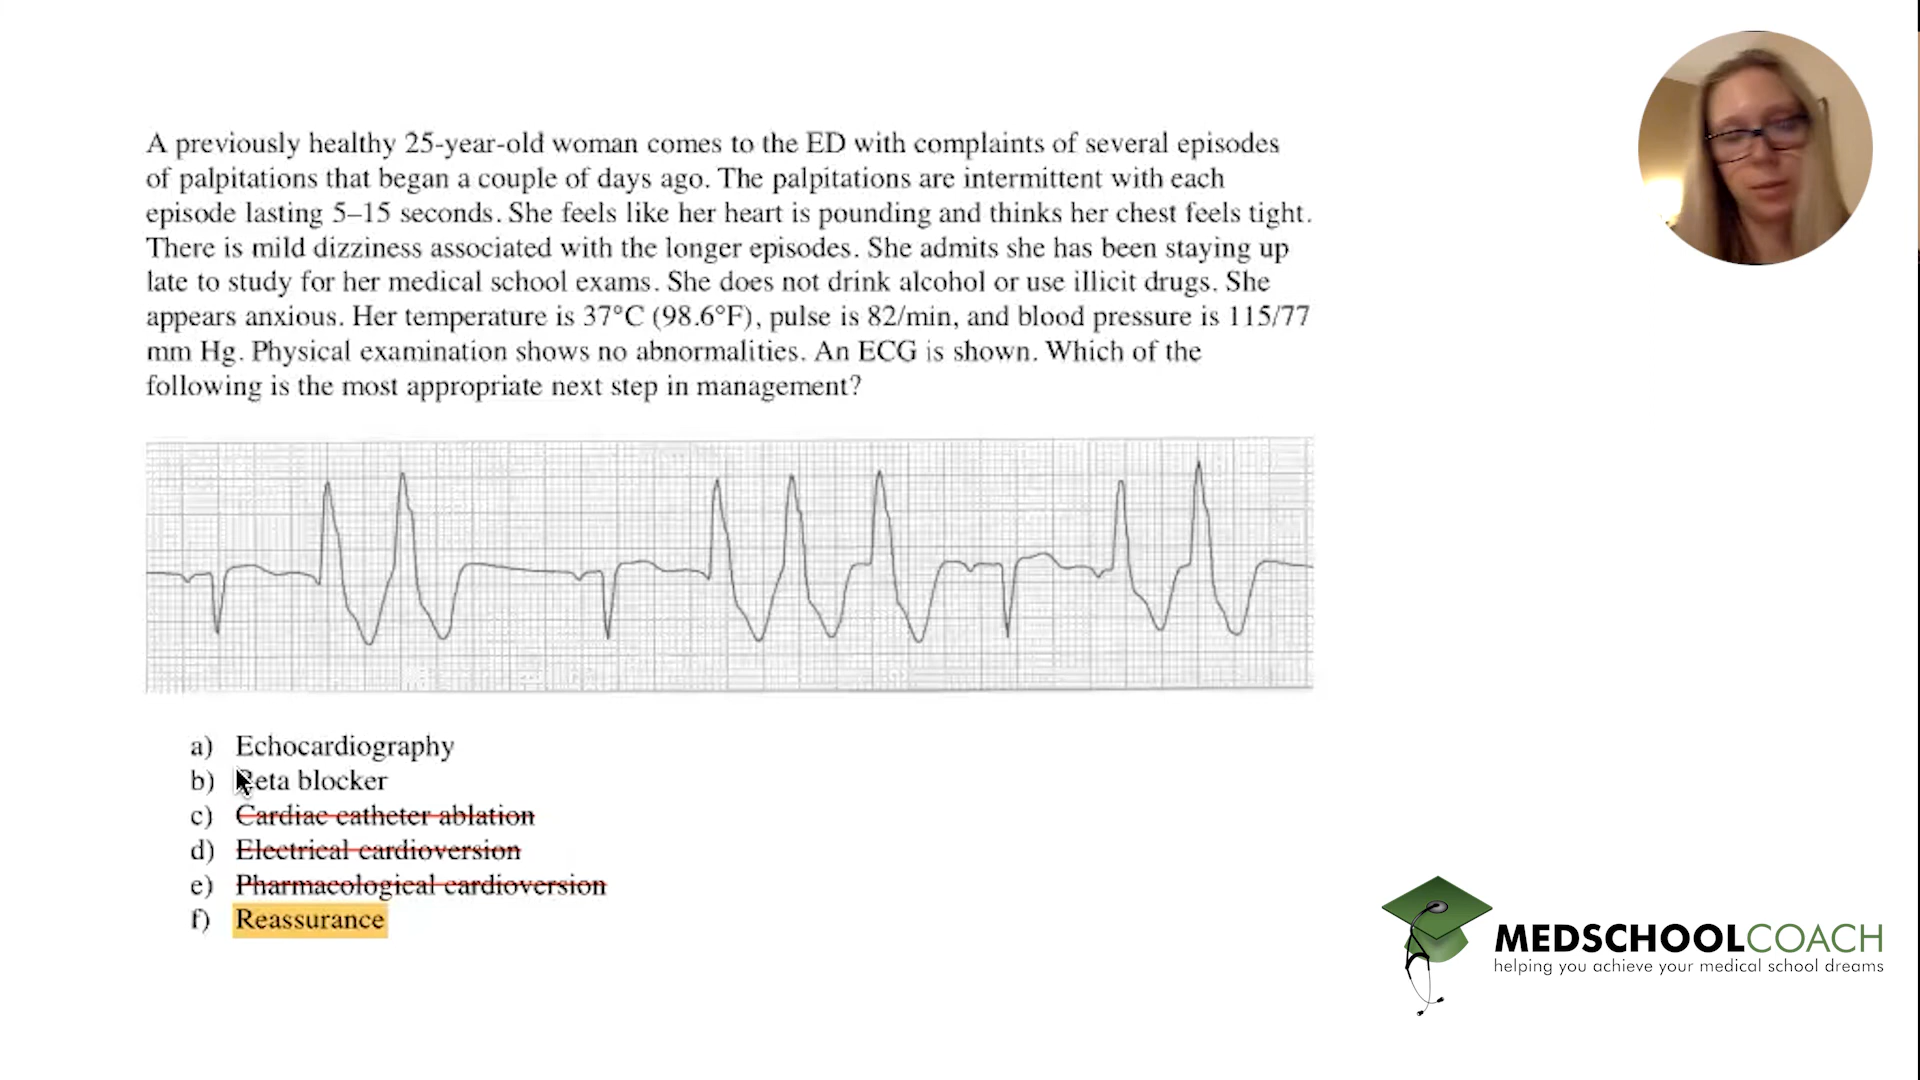 A previously healthy 25-year-old woman comes to the ED with complaints of several episodes
of palpitations that began a couple of days ago. The palpitations are intermittent with each
episode lasting 5–15 seconds. She feels like her heart is pounding and thinks her chest feels tight.
There is mild dizziness associated with the longer episodes. She admits she has been staying up
late to study for her medical school exams. She does not drink alcohol or use illicit drugs. She
appears anxious. Her temperature is 37°C (98.6°F), pulse is 82/min, and blood pressure is 115/77
mm Hg. Physical examination shows no abnormalities. An ECG is shown. Which of the
following is the most appropriate next step in management?
a) Echocardiography
b) Beta blocker
c) Cardiac catheter ablation
d) Electrical cardioversion
e) Pharmacological cardioversion
f) Reassurance
MEDSCHOOLCOACH
helping you achieve your medical school dreams